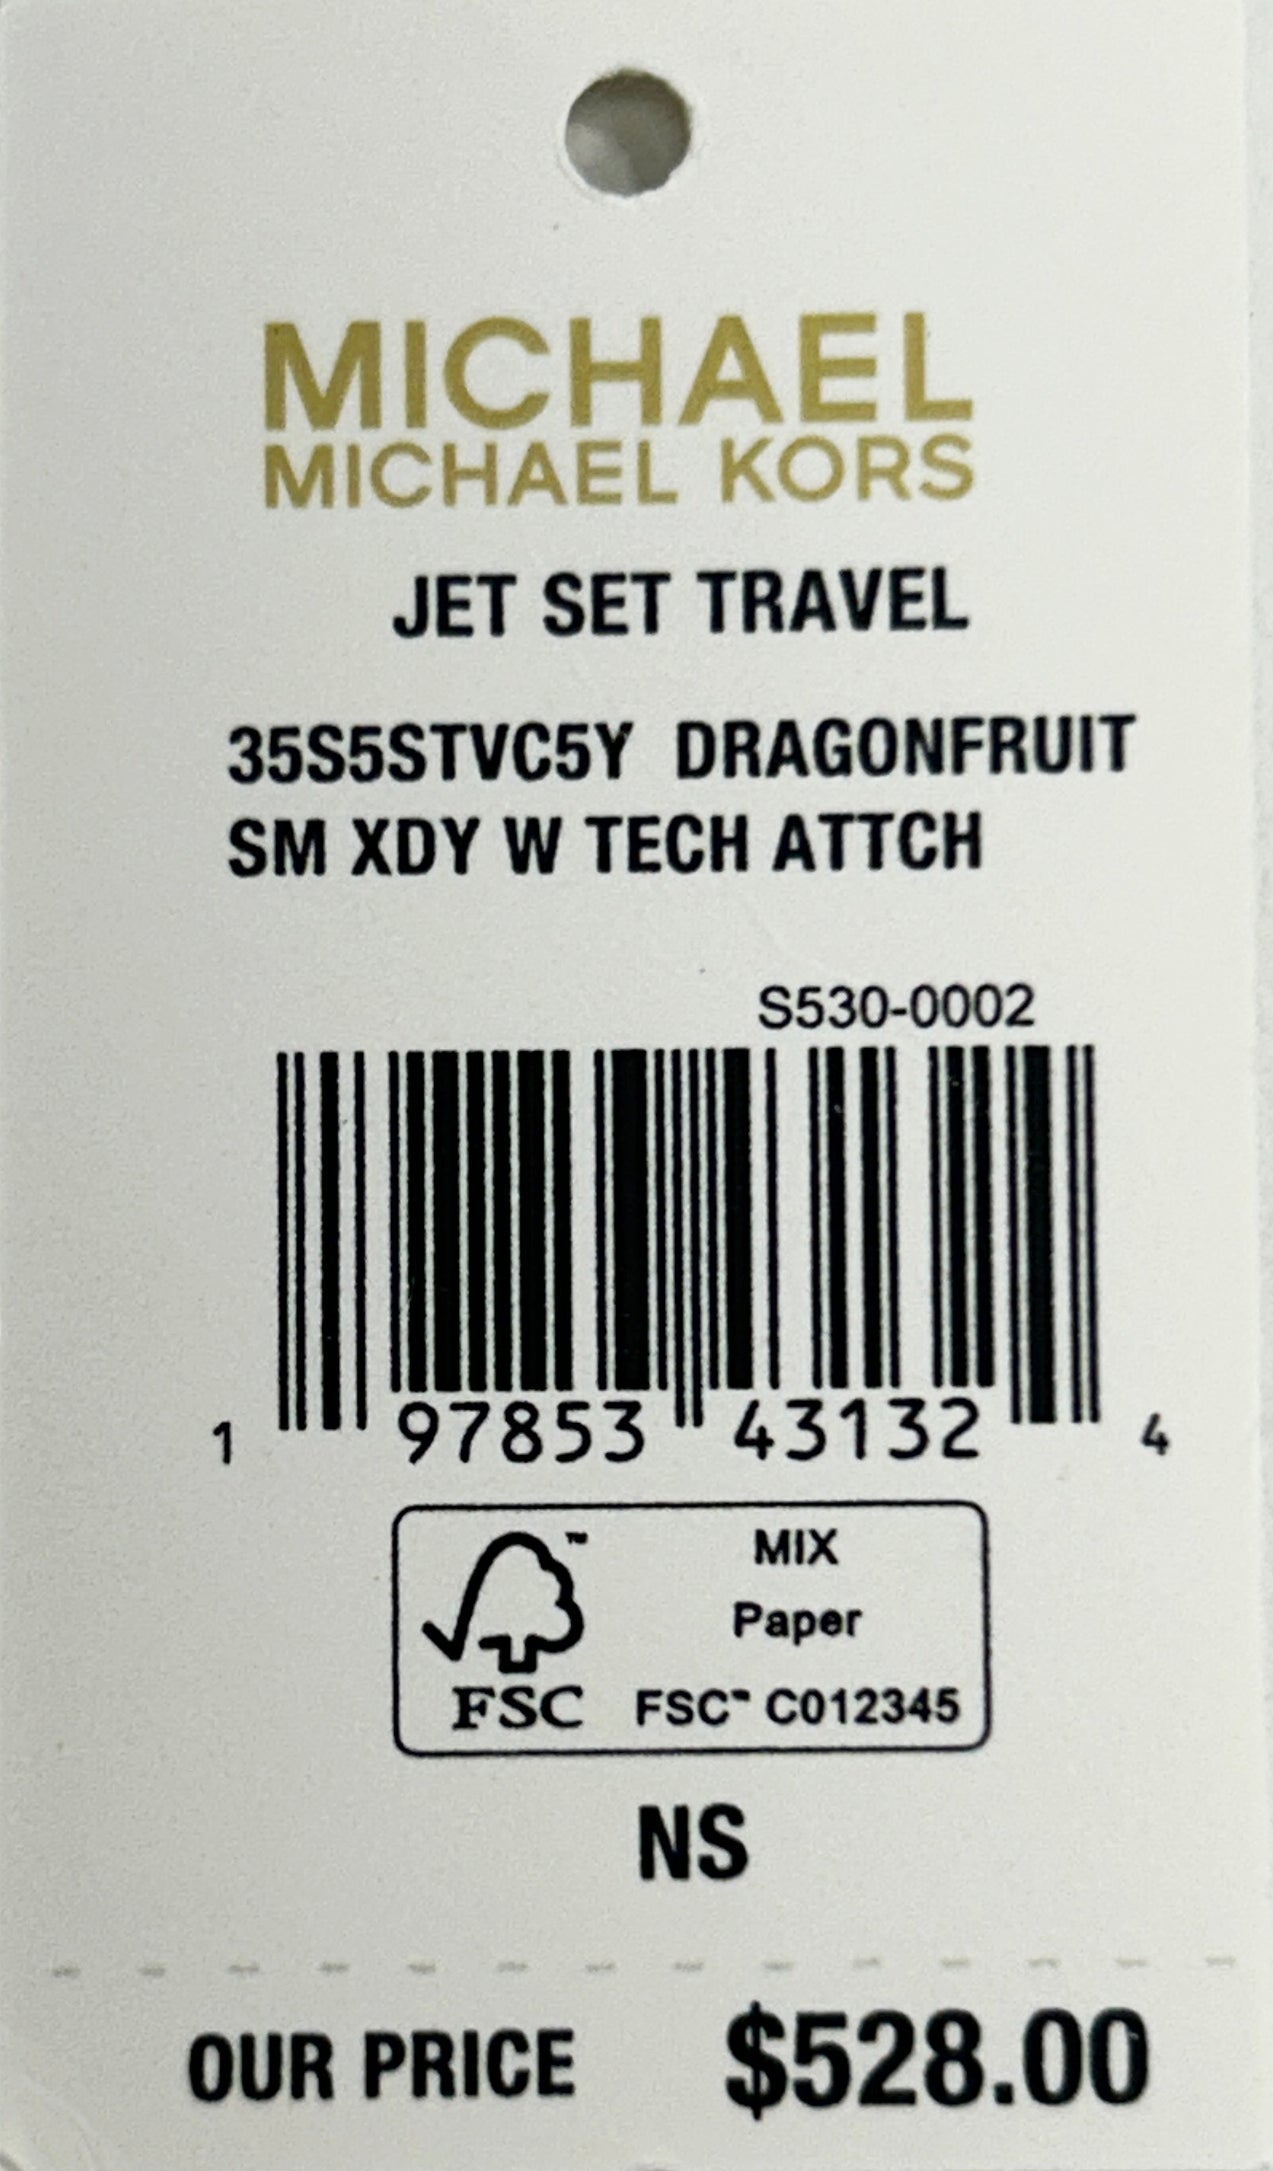 MICHAEL
MICHAEL KORS
JET SET TRAVEL
35S5STVC5Y DRAGONFRUIT
SM XDY W TECH ATTCH
S530-0002
1 97853 43132 4
MIX
Paper
FSC™ C012345
FSC
NS
OUR PRICE $528.00